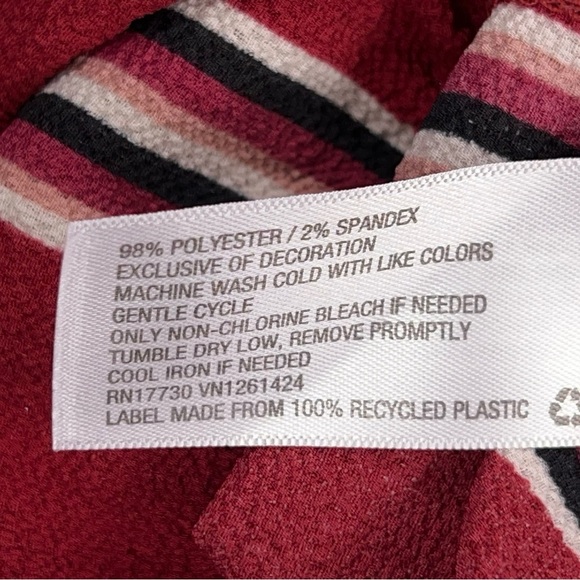 98% POLYESTER / 2% SPANDEX
EXCLUSIVE OF DECORATION
MACHINE WASH COLD WITH LIKE COLORS
GENTLE CYCLE
ONLY NON-CHLORINE BLEACH IF NEEDED
TUMBLE DRY LOW, REMOVE PROMPTLY
COOL IRON IF NEEDED
RN17730 VN1261424
LABEL MADE FROM 100% RECYCLED PLASTIC